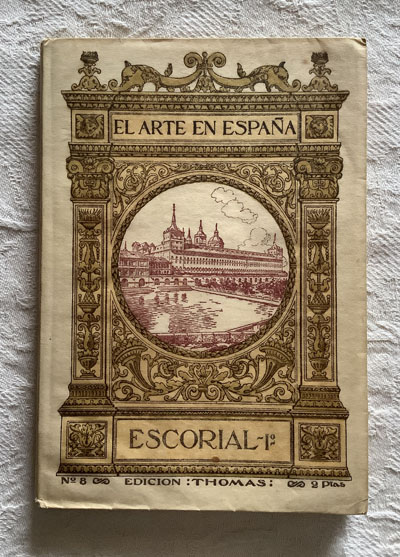 EL ARTE EN ESPAÑA
ESCORIAL-1º
Nº 8 EDICION :THOMAS: 2 Ptas